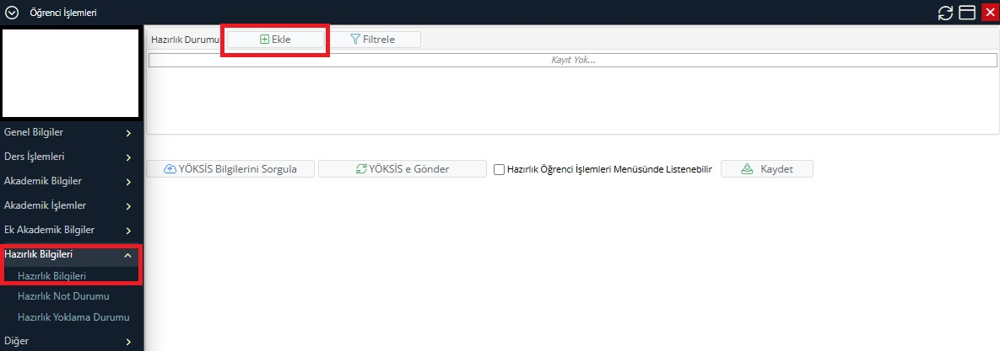 Öğrenci İşlemleri
Hazırlık Durumu Ekle Filtrele
Kayıt Yok...
Genel Bilgiler
Ders İşlemleri
Akademik Bilgiler
Akademik İşlemler
Ek Akademik Bilgiler
Hazırlık Bilgileri
Hazırlık Bilgileri
Hazırlık Not Durumu
Hazırlık Yoklama Durumu
Diğer
YÖKSİS Bilgilerini Sorgula YÖKSİS e Gönder Hazırlık Öğrenci İşlemleri Menüsünde Listenebilir Kaydet